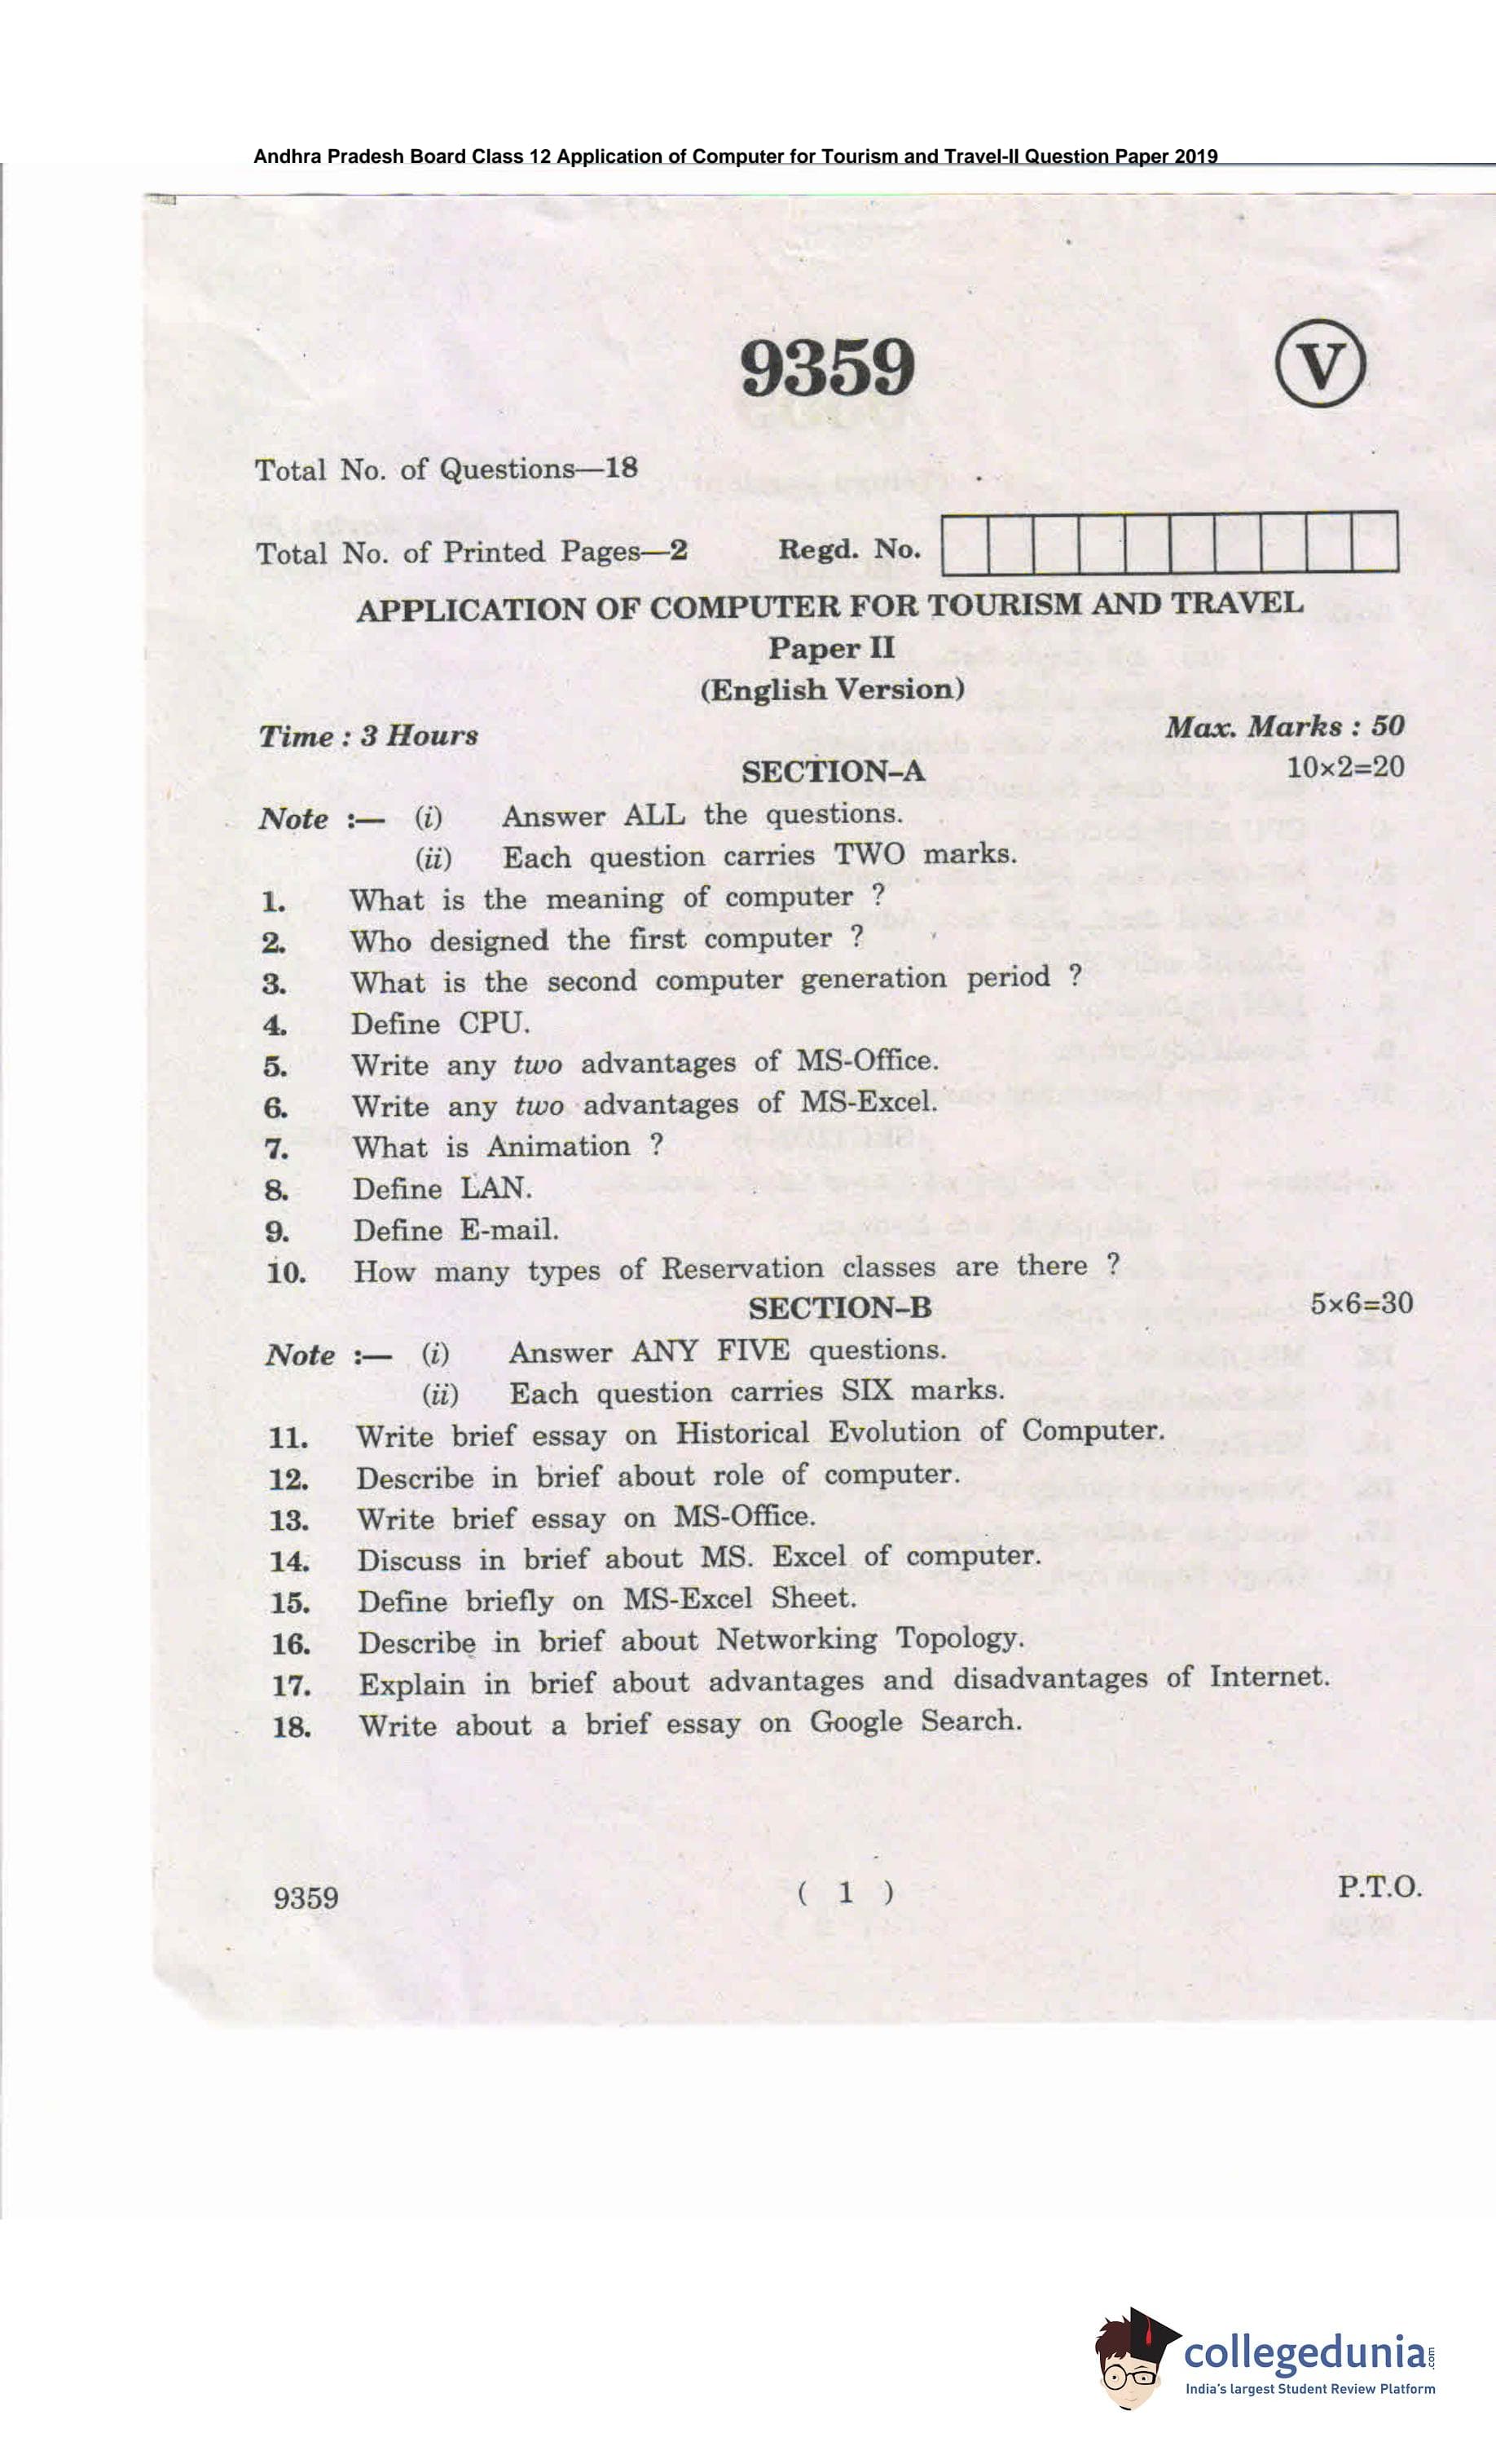 Andhra Pradesh Board Class 12 Application of Computer for Tourism and Travel-II Question Paper 2019
9359
V
Total No. of Questions—18
Total No. of Printed Pages—2 Regd. No.
APPLICATION OF COMPUTER FOR TOURISM AND TRAVEL
Paper II
(English Version)
Time : 3 Hours Max. Marks : 50
SECTION–A 10×2=20
Note :— (i) Answer ALL the questions.
(ii) Each question carries TWO marks.
1. What is the meaning of computer ?
2. Who designed the first computer ?
3. What is the second computer generation period ?
4. Define CPU.
5. Write any two advantages of MS-Office.
6. Write any two advantages of MS-Excel.
7. What is Animation ?
8. Define LAN.
9. Define E-mail.
10. How many types of Reservation classes are there ?
SECTION–B 5×6=30
Note :— (i) Answer ANY FIVE questions.
(ii) Each question carries SIX marks.
11. Write brief essay on Historical Evolution of Computer.
12. Describe in brief about role of computer.
13. Write brief essay on MS-Office.
14. Discuss in brief about MS. Excel of computer.
15. Define briefly on MS-Excel Sheet.
16. Describe in brief about Networking Topology.
17. Explain in brief about advantages and disadvantages of Internet.
18. Write about a brief essay on Google Search.
9359 ( 1 ) P.T.O.
collegedunia.com
India's largest Student Review Platform